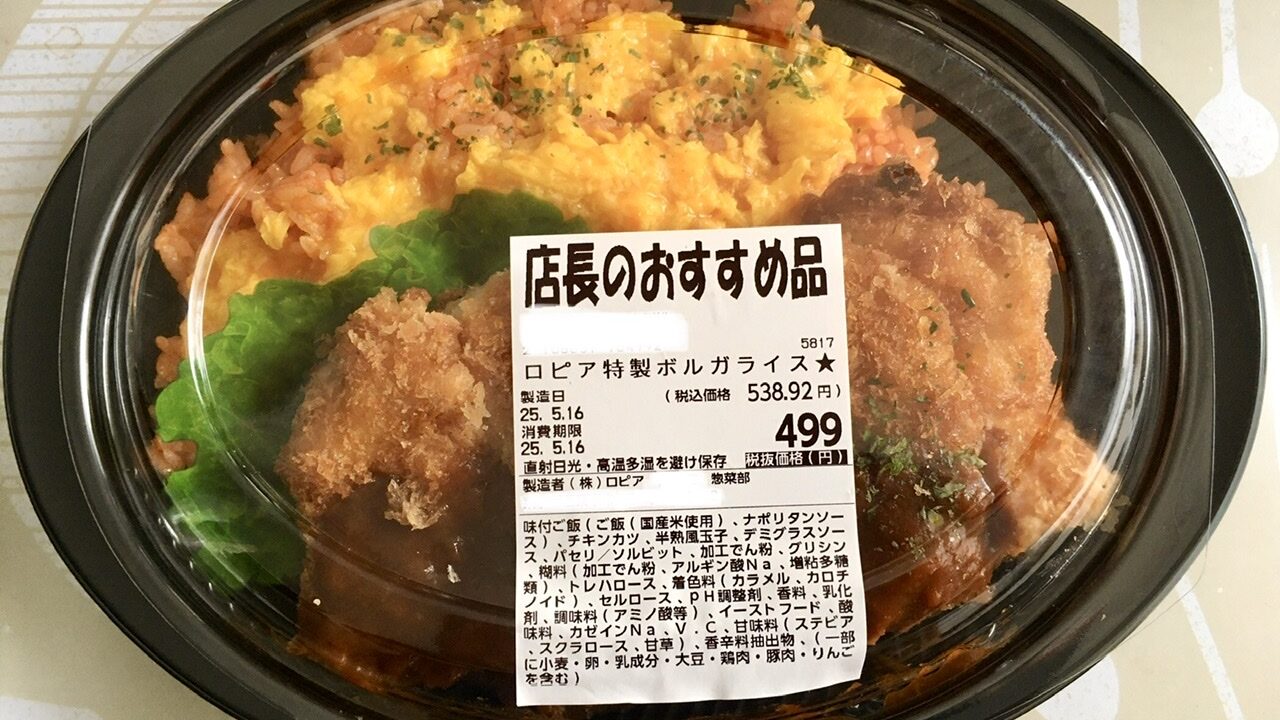 店長のおすすめ品
5817
ロピア特製ボルガライス★
製造日 (税込価格 538.92円)
25. 5.16
消費期限 499
25. 5.16
直射日光・高温多湿を避け保存 税抜価格(円)
製造者(株)ロピア 惣菜部
味付ご飯(ご飯(国産米使用)、ナポリタンソー
ス)、チキンカツ、半熟風玉子、デミグラスソー
ス、パセリ/ソルビット、加工でん粉、グリシン
、糊料(加工でん粉、アルギン酸Na、増粘多糖
類)、トレハロース、着色料(カラメル、カロチ
ノイド)、セルロース、pH調整剤、香料、乳化
剤、調味料(アミノ酸等)、イーストフード、酸
味料、カゼインNa、V.C、甘味料(ステビア
、スクラロース、甘草)、香辛料抽出物、(一部
に小麦・卵・乳成分・大豆・鶏肉・豚肉・りんご
を含む)